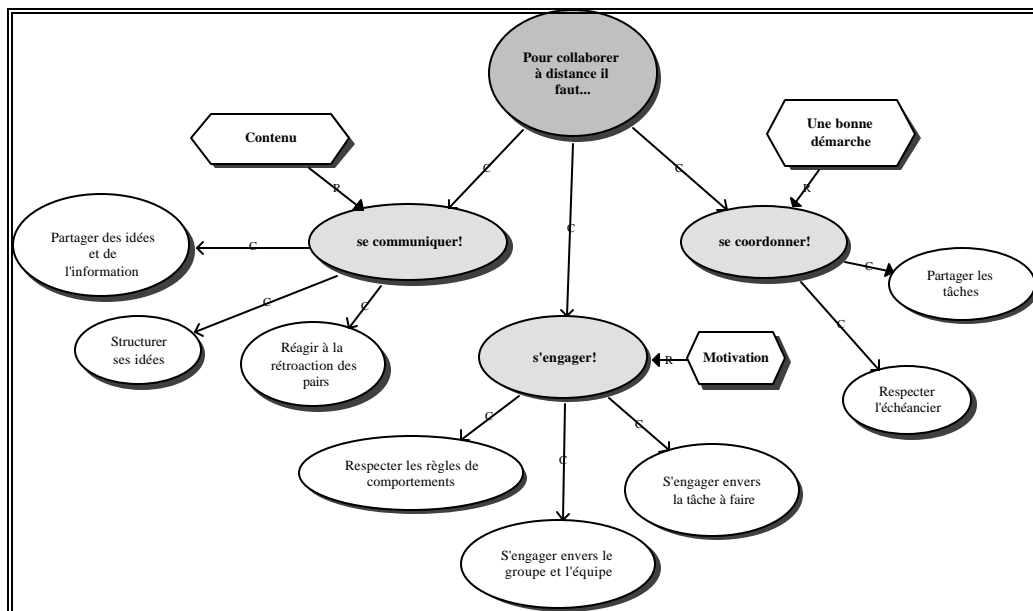 Pour collaborer
à distance il
faut...
Contenu
Une bonne
démarche
C
C
R
R
C
se communiquer!
se coordonner!
Partager des idées
et de
l'information
C
C
Partager les
tâches
C
C
C
Structurer
ses idées
Réagir à la
rétroaction des
pairs
s'engager!
R
Motivation
Respecter
l'échéancier
C
C
C
Respecter les règles de
comportements
S'engager envers
la tâche à faire
S'engager envers le
groupe et l'équipe